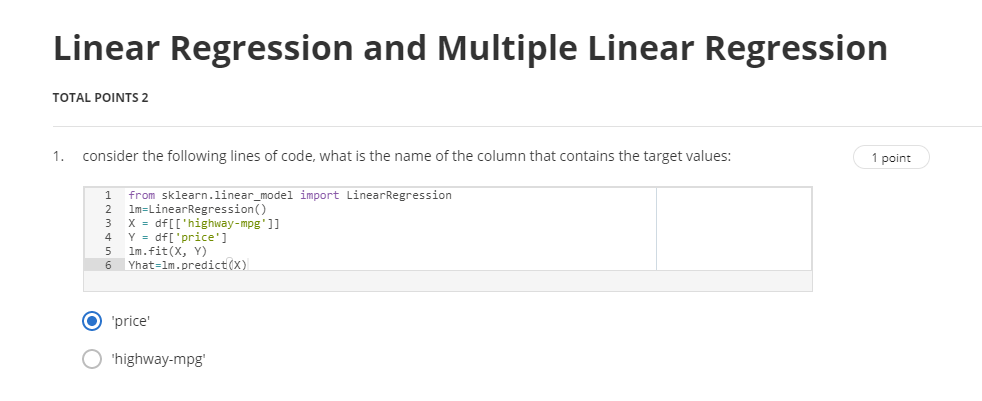 Linear Regression and Multiple Linear Regression
TOTAL POINTS 2
1. consider the following lines of code, what is the name of the column that contains the target values:
1 point
1 from sklearn.linear_model import LinearRegression
2 lm=LinearRegression()
3 X = df[['highway-mpg']]
4 Y = df['price']
5 lm.fit(X, Y)
6 Yhat=lm.predict(X)
'price'
'highway-mpg'